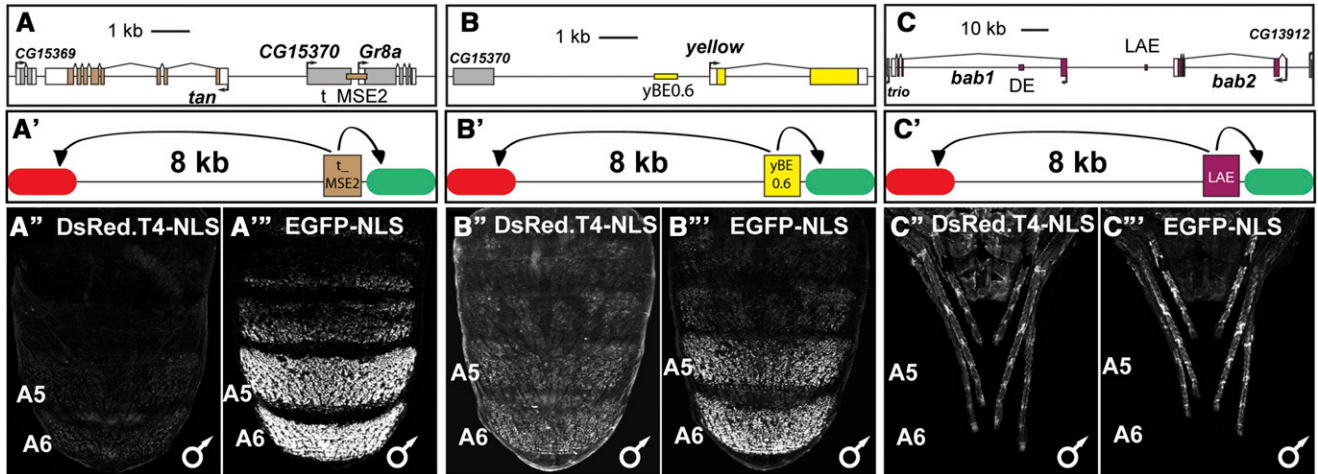 A
1 kb
CG15369
CG15370
Gr8a
tan
t_MSE2
B
1 kb
CG15370
yellow
yBE0.6
C
10 kb
LAE
CG13912
trio
bab1
DE
bab2
A'
8 kb
t_
MSE2
B'
8 kb
yBE
0.6
C'
8 kb
LAE
A" DsRed.T4-NLS
A"' EGFP-NLS
A5
A5
A6
A6
B" DsRed.T4-NLS
B"' EGFP-NLS
A5
A5
A6
A6
C" DsRed.T4-NLS
C"' EGFP-NLS
A5
A5
A6
A6